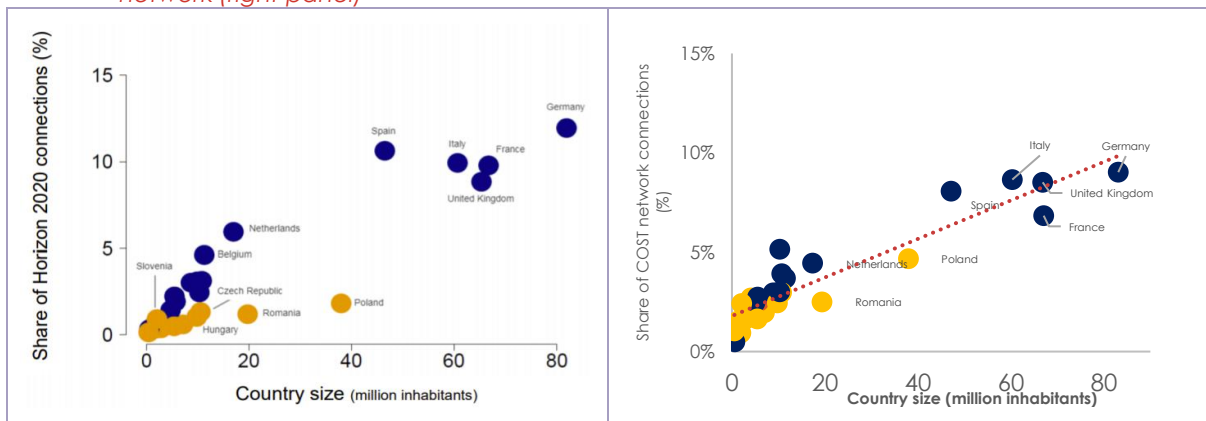 network (right panel)
Share of Horizon 2020 connections (%)
15
10
5
0
Germany
Spain
Italy
France
United Kingdom
Netherlands
Belgium
Slovenia
Czech Republic
Poland
Romania
Hungary
0 20 40 60 80
Country size (million inhabitants)
Share of COST network connections
(%)
15%
10%
5%
0%
Italy
Germany
United Kingdom
Spain
France
Poland
Netherlands
Romania
0 20 40 60 80
Country size (million inhabitants)